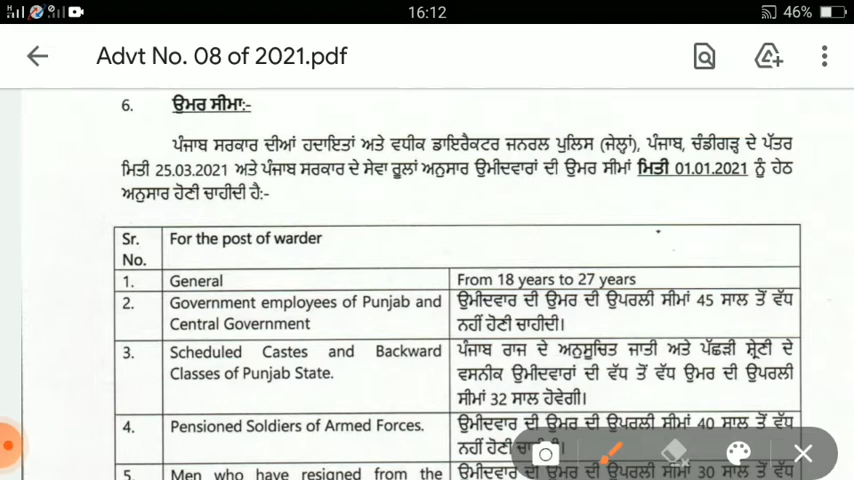 16:12
46%
Advt No. 08 of 2021.pdf
6. ਉਮਰ ਸੀਮਾ:-
ਪੰਜਾਬ ਸਰਕਾਰ ਦੀਆਂ ਹਦਾਇਤਾਂ ਅਤੇ ਵਧੀਕ ਡਾਇਰੈਕਟਰ ਜਨਰਲ ਪੁਲਿਸ (ਜੇਲ੍ਹਾਂ), ਪੰਜਾਬ, ਚੰਡੀਗੜ੍ਹ ਦੇ ਪੱਤਰ
ਮਿਤੀ 25.03.2021 ਅਤੇ ਪੰਜਾਬ ਸਰਕਾਰ ਦੇ ਸੇਵਾ ਰੂਲਾਂ ਅਨੁਸਾਰ ਉਮੀਦਵਾਰਾਂ ਦੀ ਉਮਰ ਸੀਮਾਂ ਮਿਤੀ 01.01.2021 ਨੂੰ ਹੇਠ
ਅਨੁਸਾਰ ਹੋਣੀ ਚਾਹੀਦੀ ਹੈ:-
Sr. For the post of warder
No.
1. General From 18 years to 27 years
2. Government employees of Punjab and ਉਮੀਦਵਾਰ ਦੀ ਉਮਰ ਦੀ ਉਪਰਲੀ ਸੀਮਾਂ 45 ਸਾਲ ਤੋਂ ਵੱਧ
Central Government ਨਹੀਂ ਹੋਣੀ ਚਾਹੀਦੀ।
3. Scheduled Castes and Backward ਪੰਜਾਬ ਰਾਜ ਦੇ ਅਨੁਸੂਚਿਤ ਜਾਤੀ ਅਤੇ ਪੱਛੜੀ ਸ਼੍ਰੇਣੀ ਦੇ
Classes of Punjab State. ਵਸਨੀਕ ਉਮੀਦਵਾਰਾਂ ਦੀ ਵੱਧ ਤੋਂ ਵੱਧ ਉਮਰ ਦੀ ਉਪਰਲੀ
ਸੀਮਾਂ 32 ਸਾਲ ਹੋਵੇਗੀ।
4. Pensioned Soldiers of Armed Forces. ਉਮੀਦਵਾਰ ਦੀ ਉਮਰ ਦੀ ਉਪਰਲੀ ਸੀਮਾਂ 40 ਸਾਲ ਤੋਂ ਵੱਧ
ਨਹੀਂ ਹੋਣੀ
5. Men who have resigned from the ਉਮੀਦਵਾਰ ਦੀ ਉਮਰ ਦੀ ਉਪਰਲੀ ਸੀਮਾਂ 30 ਸਾਲ ਤੋਂ ਵੱਧ